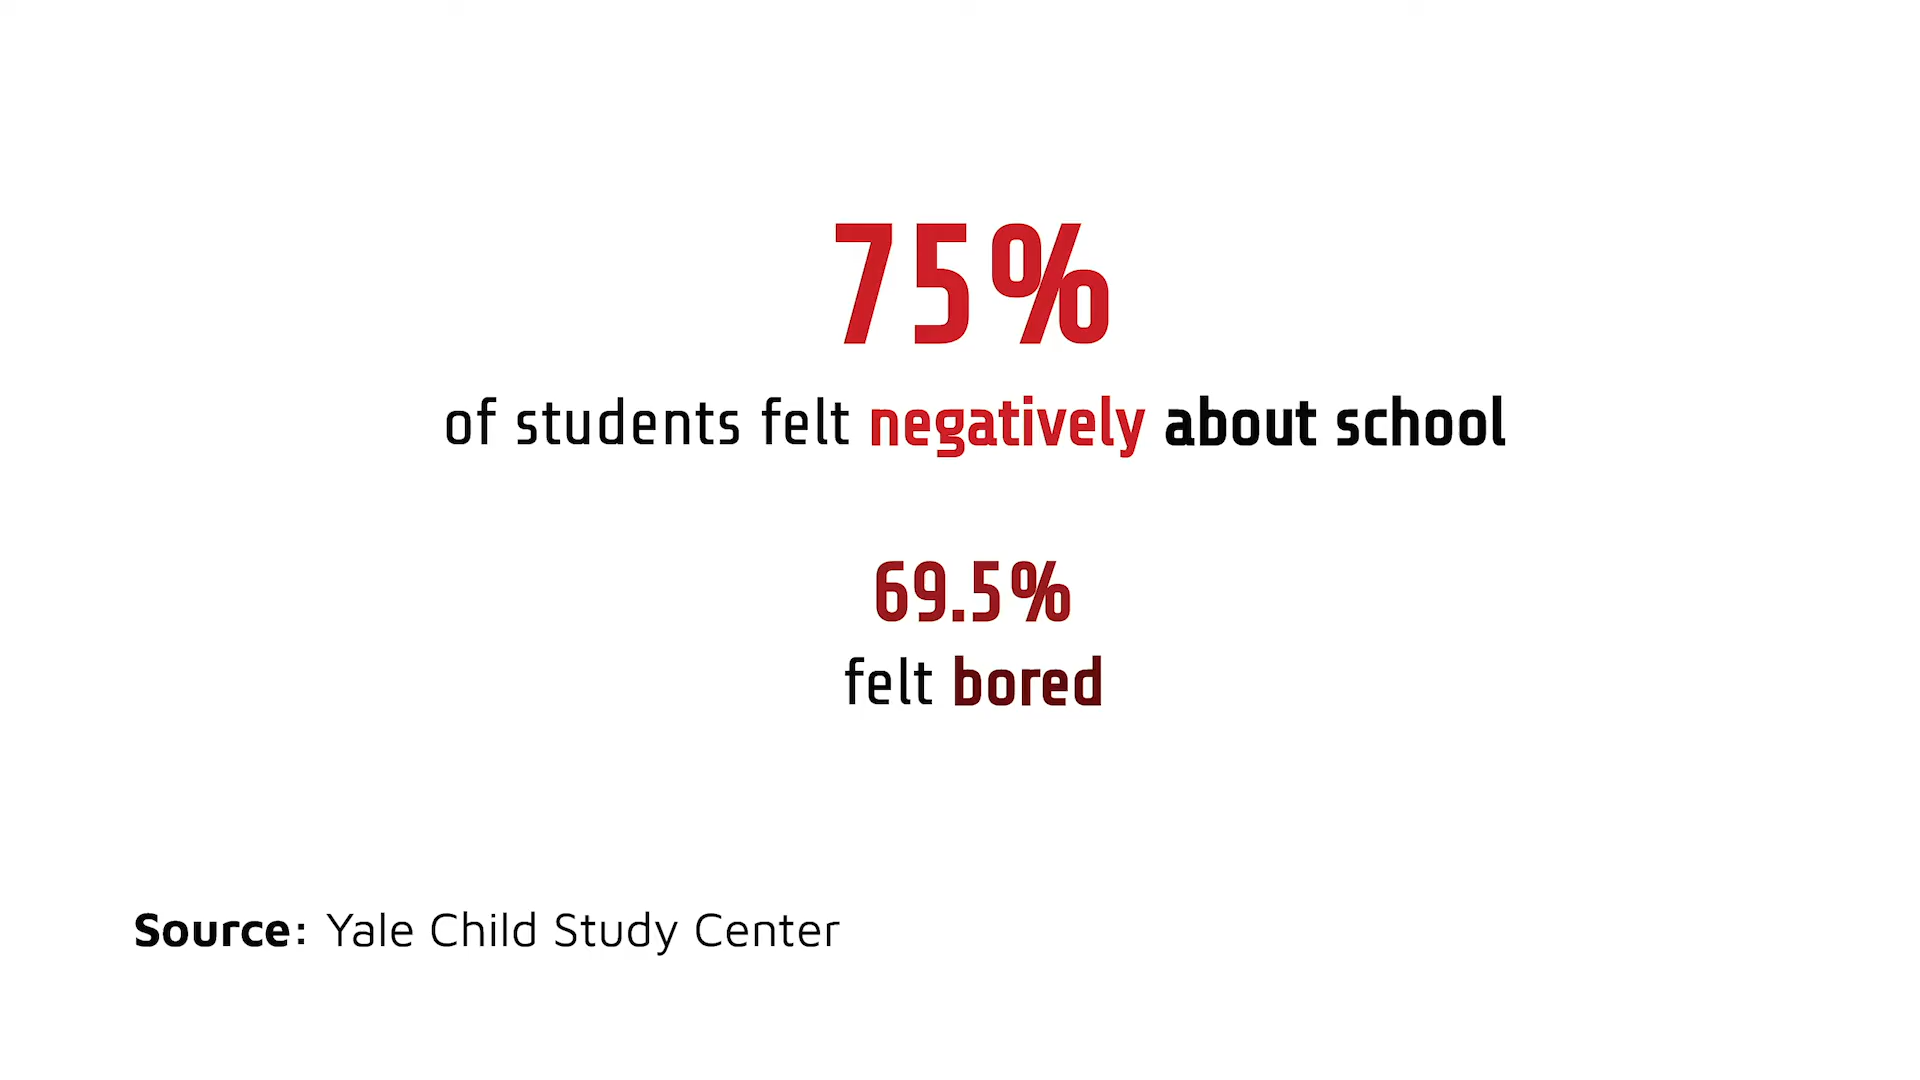 75%
of students felt negatively about school
69.5%
felt bored
Source: Yale Child Study Center